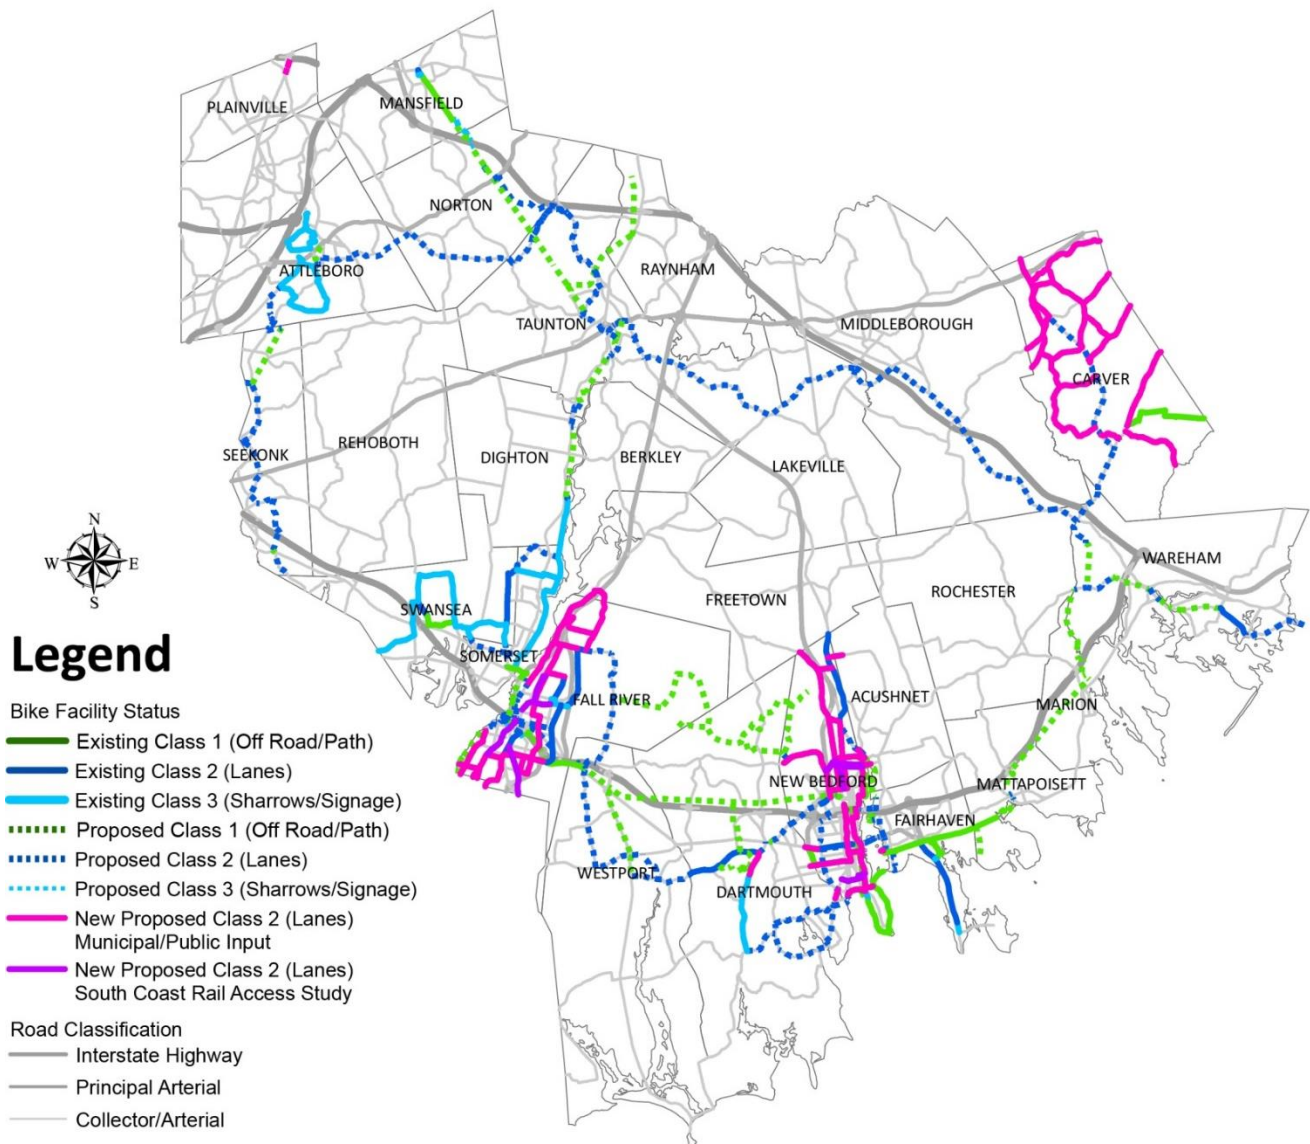 PLAINVILLE
MANSFIELD
NORTON
ATTLEBORO
RAYNHAM
TAUNTON
MIDDLEBOROUGH
CARVER
REHOBOTH
SEEKONK
DIGHTON
BERKLEY
LAKEVILLE
N
W E
S
WAREHAM
SWANSEA
FREETOWN
ROCHESTER
SOMERSET
FALL RIVER
ACUSHNET
MARION
NEW BEDFORD
MATTAPOISETT
FAIRHAVEN
WESTPORT
DARTMOUTH
Legend
Bike Facility Status
Existing Class 1 (Off Road/Path)
Existing Class 2 (Lanes)
Existing Class 3 (Sharrows/Signage)
Proposed Class 1 (Off Road/Path)
Proposed Class 2 (Lanes)
Proposed Class 3 (Sharrows/Signage)
New Proposed Class 2 (Lanes)
Municipal/Public Input
New Proposed Class 2 (Lanes)
South Coast Rail Access Study
Road Classification
Interstate Highway
Principal Arterial
Collector/Arterial